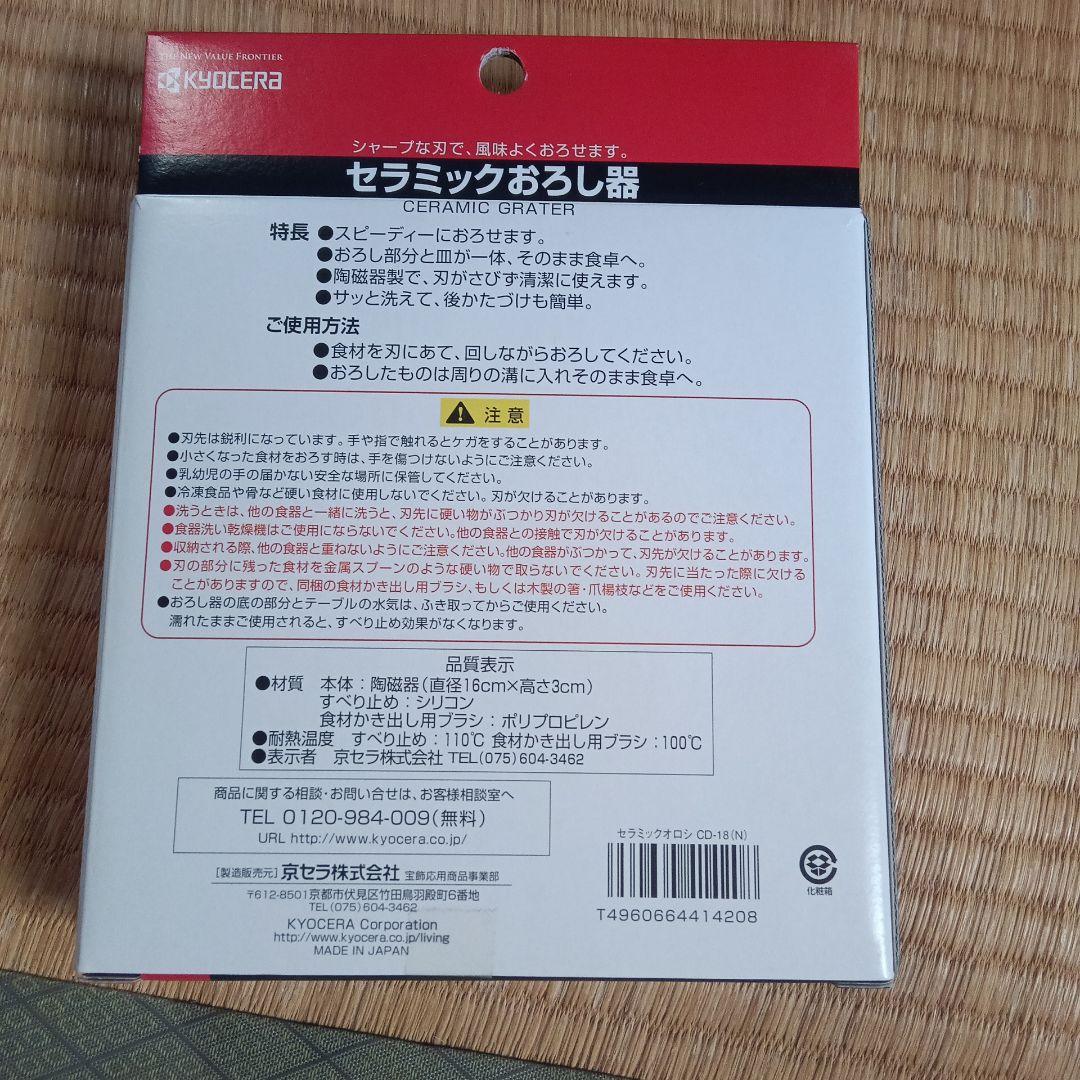 THE NEW VALUE FRONTIER
KYOCERA
シャープな刃で、風味よくおろせます。
セラミックおろし器
CERAMIC GRATER
特長 ●スピーディーにおろせます。
●おろし部分と皿が一体、そのまま食卓へ。
●陶磁器製で、刃がさびず清潔に使えます。
●サッと洗えて、後かたづけも簡単。
ご使用方法
●食材を刃にあて、回しながらおろしてください。
●おろしたものは周りの溝に入れそのまま食卓へ。
注意
●刃先は鋭利になっています。手や指で触れるとケガをすることがあります。
●小さくなった食材をおろす時は、手を傷つけないようにご注意ください。
●乳幼児の手の届かない安全な場所に保管してください。
●冷凍食品や骨など硬い食材に使用しないでください。刃が欠けることがあります。
●洗うときは、他の食器と一緒に洗うと、刃先に硬い物がぶつかり刃が欠けることがあるのでご注意ください。
●食器洗い乾燥機はご使用にならないでください。他の食器との接触で刃が欠けることがあります。
●収納される際、他の食器と重ねないようにご注意ください。他の食器がぶつかって、刃先が欠けることがあります。
●刃の部分に残った食材を金属スプーンのような硬い物で取らないでください。刃先に当たった際に欠ける
ことがありますので、同梱の食材かき出し用ブラシ、もしくは木製の箸・爪楊枝などをご使用ください。
●おろし器の底の部分とテーブルの水気は、ふき取ってからご使用ください。
濡れたままご使用されると、すべり止め効果がなくなります。
品質表示
●材質 本体：陶磁器(直径16cm×高さ3cm)
すべり止め：シリコン
食材かき出し用ブラシ：ポリプロピレン
●耐熱温度 すべり止め：110℃ 食材かき出し用ブラシ：100℃
●表示者 京セラ株式会社 TEL(075)604-3462
商品に関する相談・お問い合せは、お客様相談室へ
TEL 0120-984-009(無料)
URL http://www.kyocera.co.jp/
[製造販売元] 京セラ株式会社 宝飾応用商品事業部
〒612-8501京都市伏見区竹田鳥羽殿町6番地
TEL(075)604-3462
KYOCERA Corporation
http://www.kyocera.co.jp/living
MADE IN JAPAN
セラミックオロシ CD-18(N)
T4960664414208
化粧箱